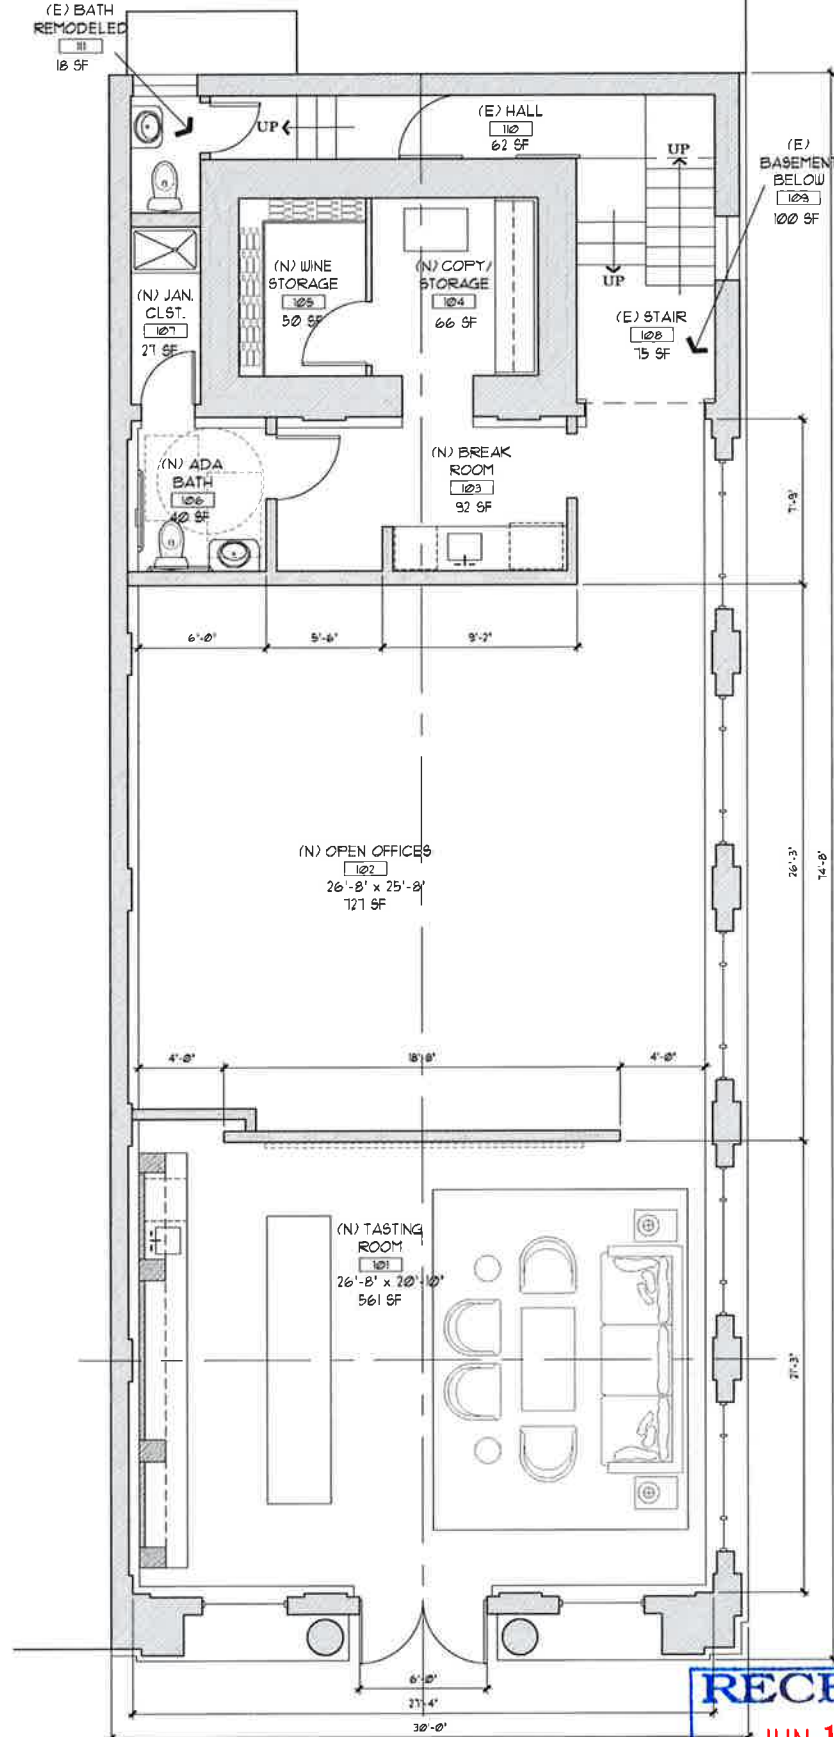 (E) BATH
REMODELED
111
18 SF
UP
(E) HALL
110
62 SF
UP
(E)
BASEMENT
BELOW
109
100 SF
(N) WINE
STORAGE
105
50 SF
(N) COPY/
STORAGE
104
66 SF
UP
(N) JAN.
CLST.
107
27 SF
(E) STAIR
108
75 SF
(N) ADA
BATH
106
40 SF
(N) BREAK
ROOM
103
92 SF
7'-9"
6'-0"
5'-6"
9'-2"
(N) OPEN OFFICES
102
26'-8" x 25'-8"
727 SF
26'-3"
74'-8"
4'-0"
18'-8"
4'-0"
(N) TASTING
ROOM
101
26'-8" x 20'-10"
561 SF
21'-3"
6'-0"
27'-4"
30'-0"
RECE
JUN 1